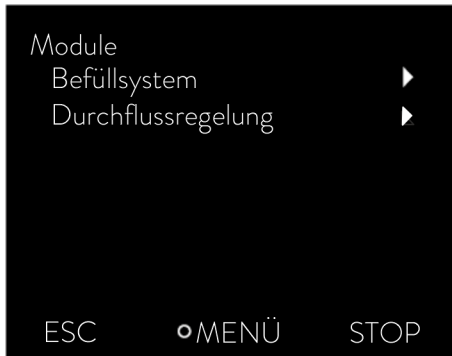 Module
Befüllsystem
Durchflussregelung
ESC MENÜ STOP